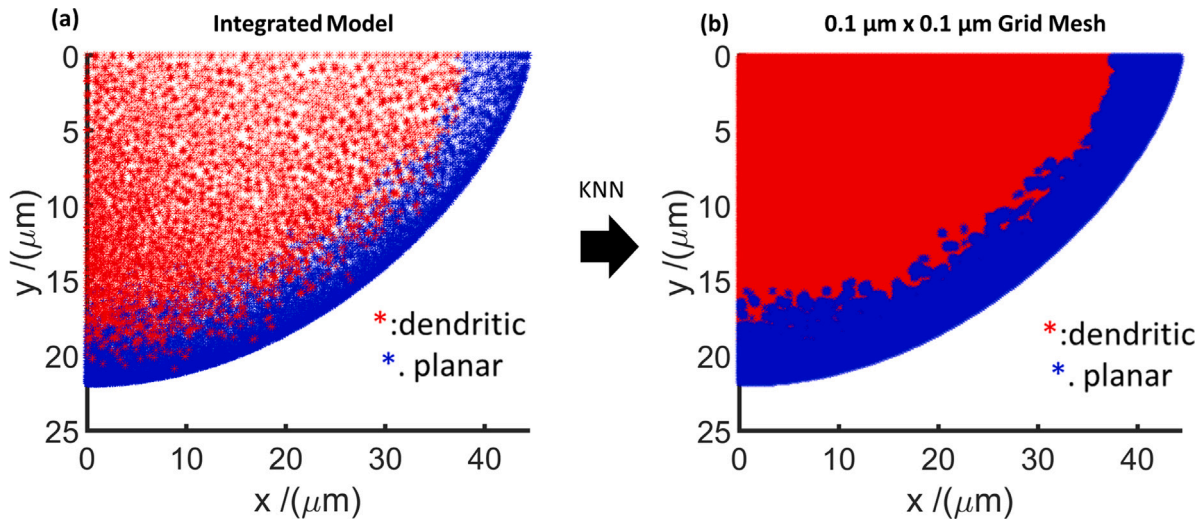 (a)
Integrated Model
0
5
10
15
20
25
y /(μm)
0
10
20
30
40
x /(μm)
*:dendritic
*. planar
KNN
(b)
0.1 μm x 0.1 μm Grid Mesh
0
5
10
15
20
25
y /(μm)
0
10
20
30
40
x /(μm)
*:dendritic
*. planar